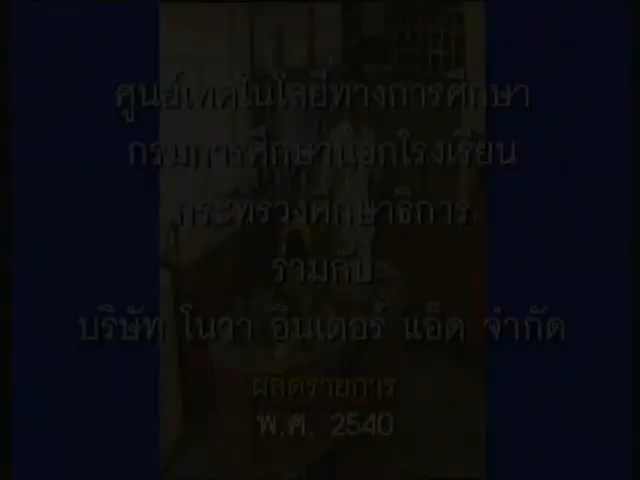 ศูนย์เทคโนโลยีทางการศึกษา
กรมการศึกษานอกโรงเรียน
กระทรวงศึกษาธิการ
ร่วมกับ
บริษัท โนวา อินเตอร์ แอ็ด จำกัด
ผลิตรายการ
พ.ศ. 2540